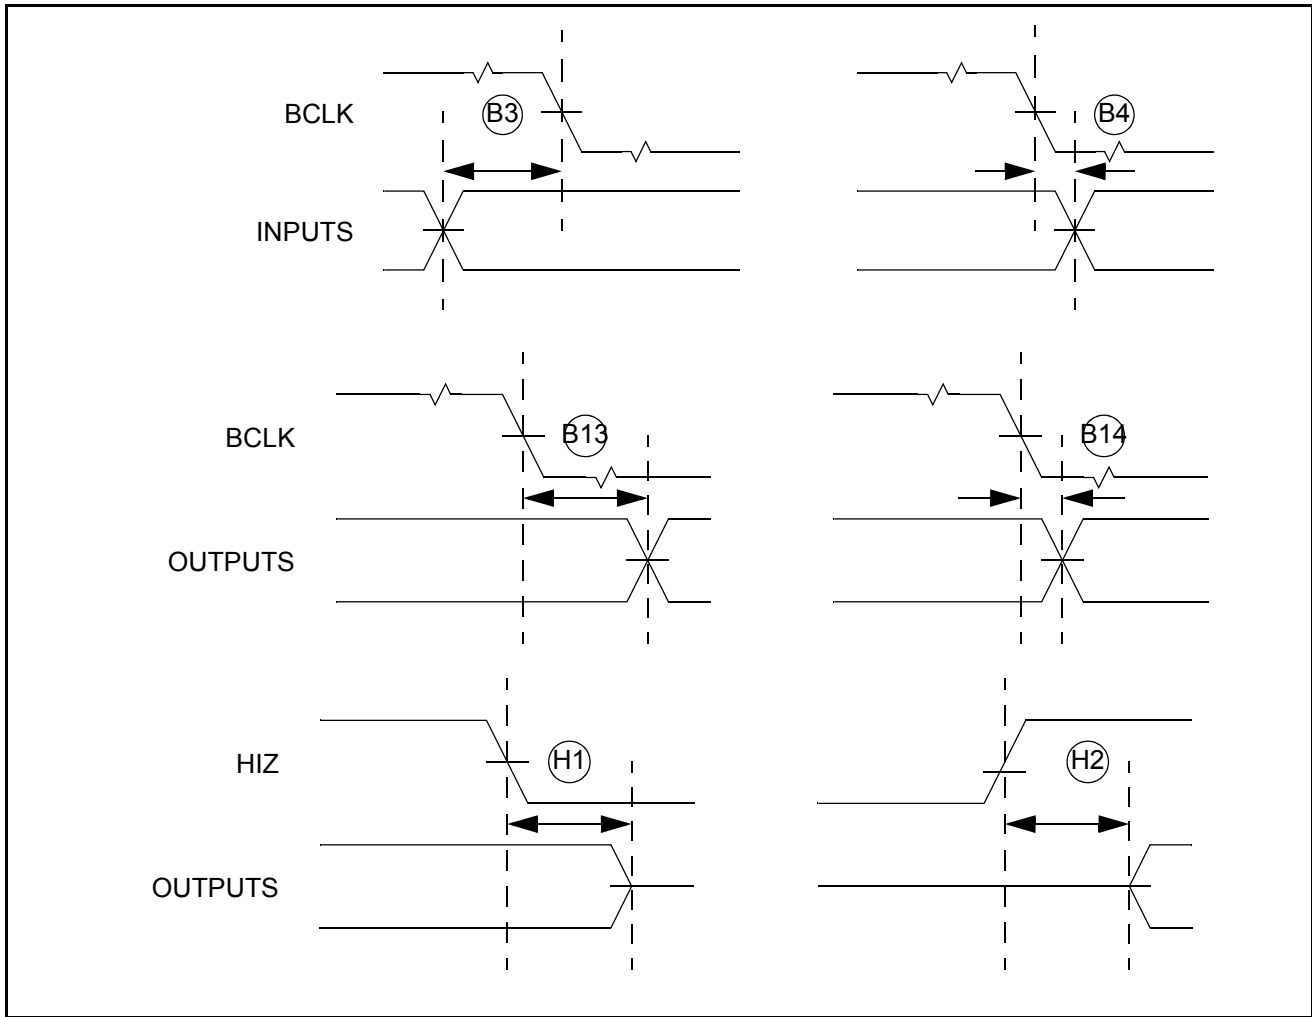 BCLK
B3
B4
INPUTS
BCLK
B13
B14
OUTPUTS
HIZ
H1
H2
OUTPUTS